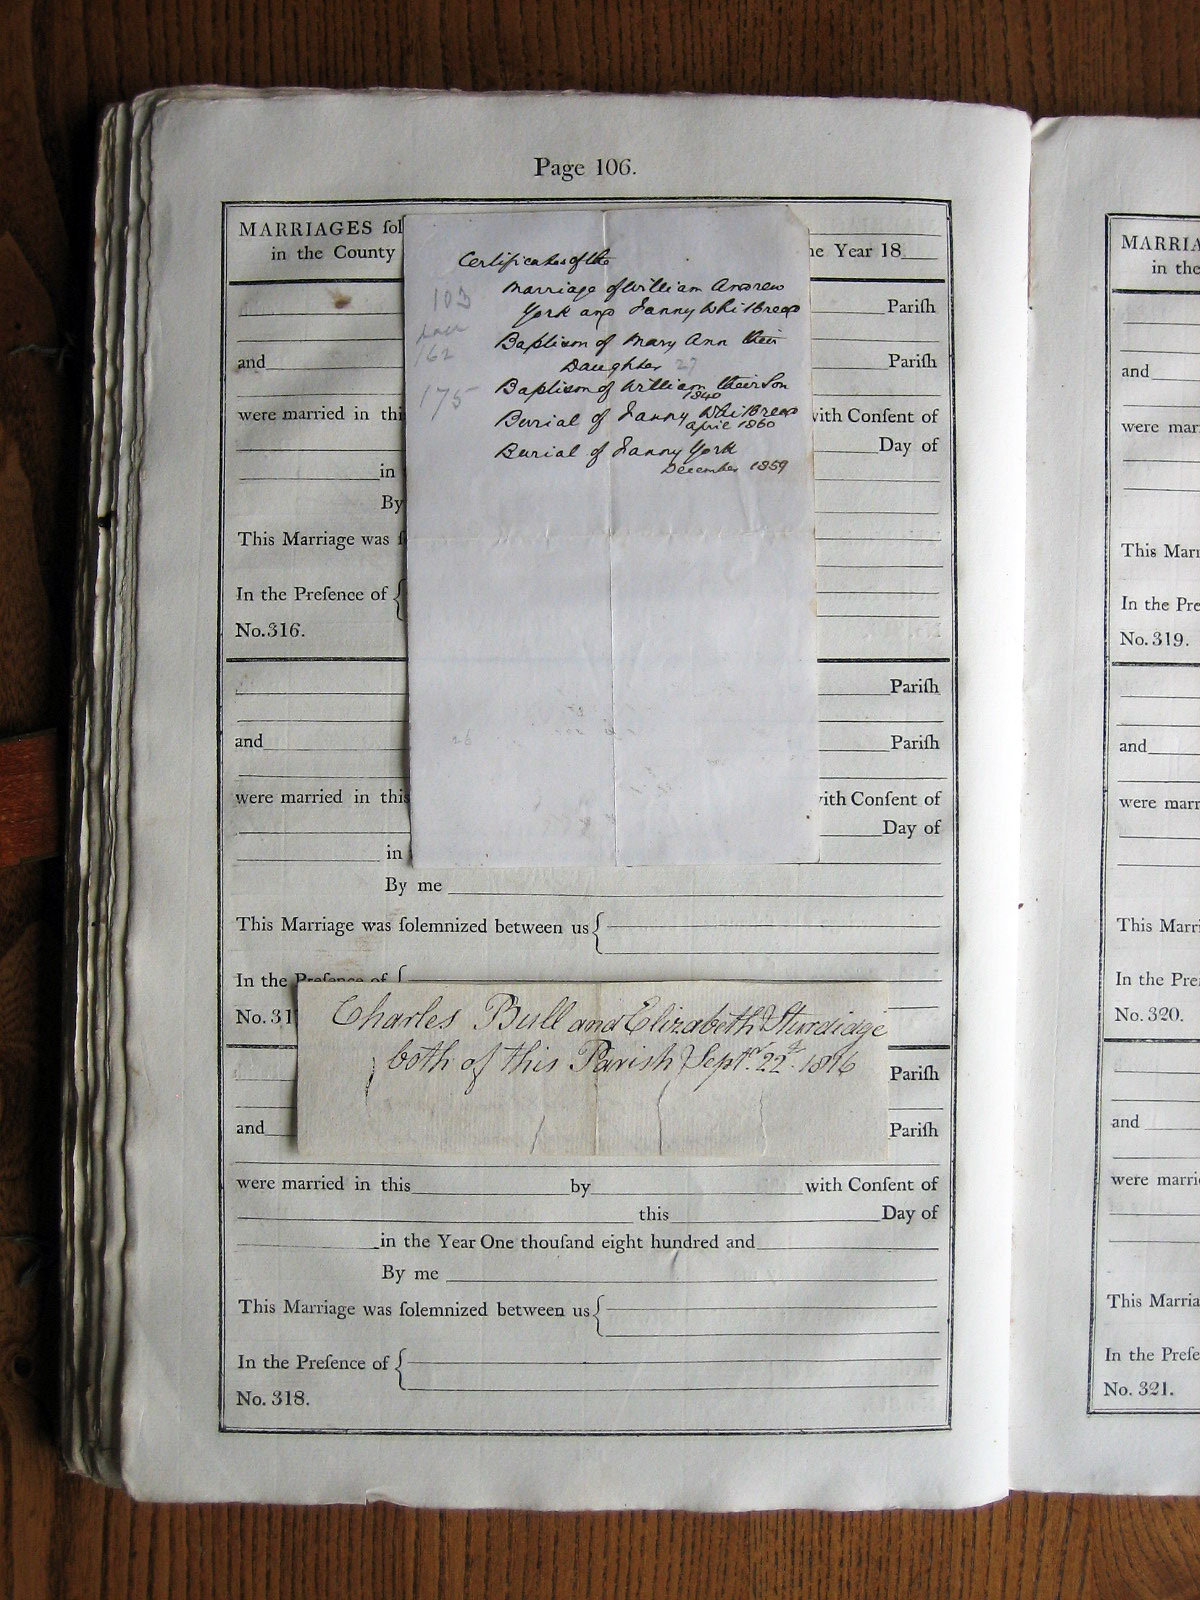 Page 106.
MARRIAGES ſol
in the County
he Year 18
Pariſh
and
Pariſh
were married in this
with Conſent of
Day of
in
By
This Marriage was ſ
In the Preſence of
No. 316.
Certificates of the
103
Marriage of William Andrew
York and Fanny Whitbread
162
Baptism of Mary Ann their
Daughter 27
175
Baptism of William their Son
1840
Burial of Fanny Whitbread
april 1860
Burial of Fanny York
December 1859
26
Pariſh
and
Pariſh
were married in this
with Conſent of
Day of
in
By me
This Marriage was ſolemnized between us
In the Preſence of
No. 31
Charles Bull and Elizabeth Sturdidge
both of this Parish Septr. 22d. 1816
Pariſh
and
Pariſh
were married in this by with Conſent of
this Day of
in the Year One thouſand eight hundred and
By me
This Marriage was ſolemnized between us
In the Preſence of
No. 318.
MARRIA
in the
and
were mar
This Marr
In the Pre
No. 319.
and
were marr
This Marri
In the Pre
No. 320.
and
were marri
This Marria
In the Preſe
No. 321.